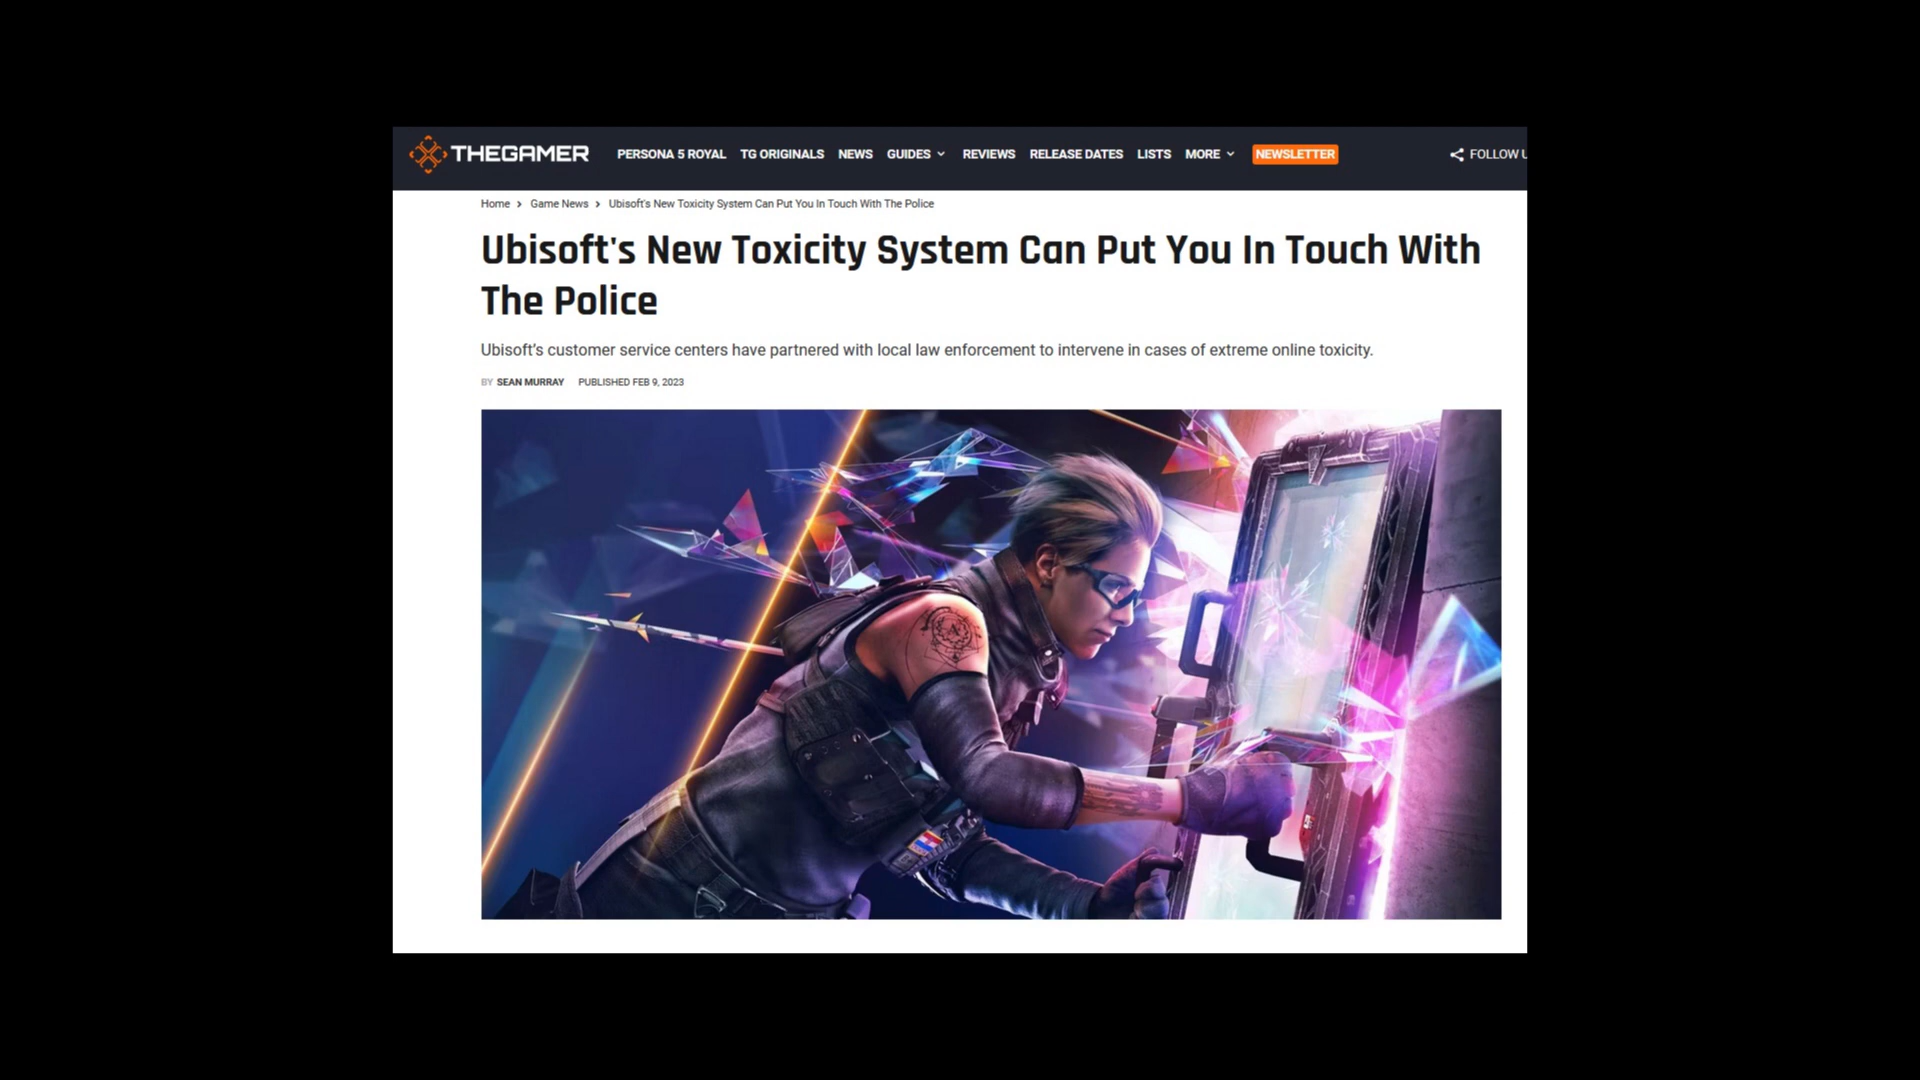 THEGAMER PERSONA 5 ROYAL TG ORIGINALS NEWS GUIDES REVIEWS RELEASE DATES LISTS MORE NEWSLETTER FOLLOW U
Home > Game News > Ubisoft's New Toxicity System Can Put You In Touch With The Police
Ubisoft's New Toxicity System Can Put You In Touch With
The Police
Ubisoft's customer service centers have partnered with local law enforcement to intervene in cases of extreme online toxicity.
BY SEAN MURRAY PUBLISHED FEB 9, 2023